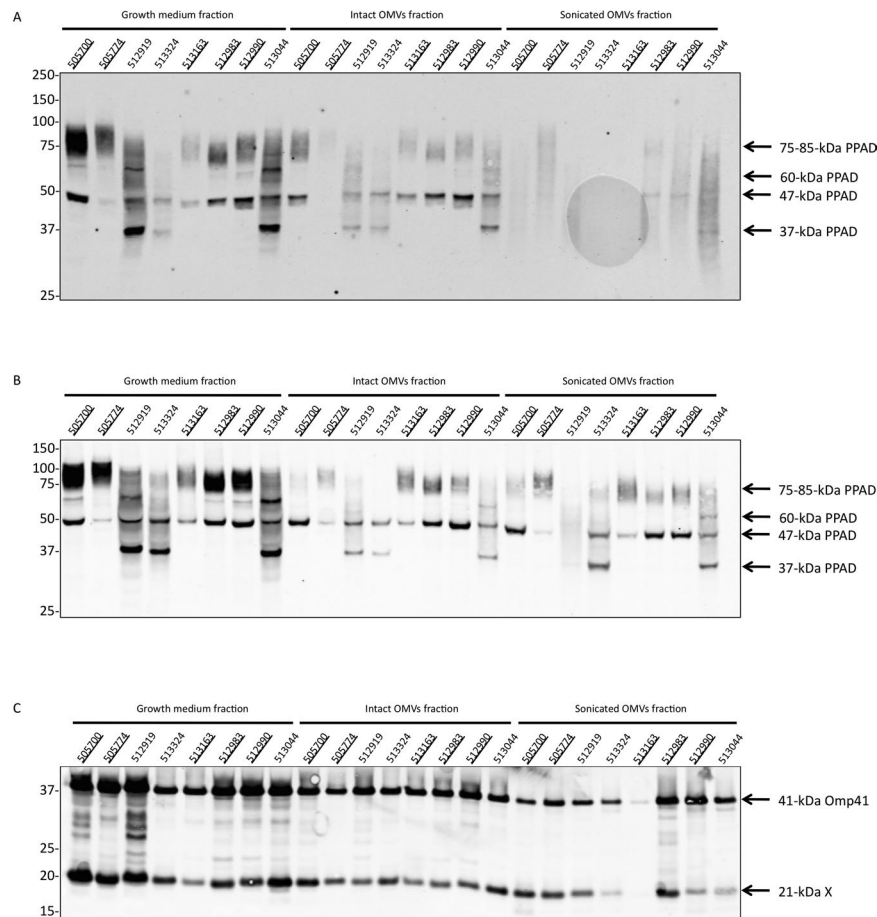 A
Growth medium fraction Intact OMVs fraction Sonicated OMVs fraction
505700 505774 512919 513324 513163 512983 512990 513044 505700 505774 512919 513324 513163 512983 512990 513044 505700 505774 512919 513324 513163 512983 512990 513044
250-
150-
100-
75-
50-
37-
25-
75-85-kDa PPAD
60-kDa PPAD
47-kDa PPAD
37-kDa PPAD
B
Growth medium fraction Intact OMVs fraction Sonicated OMVs fraction
505700 505774 512919 513324 513163 512983 512990 513044 505700 505774 512919 513324 513163 512983 512990 513044 505700 505774 512919 513324 513163 512983 512990 513044
150-
100-
75-
50-
37-
25-
75-85-kDa PPAD
60-kDa PPAD
47-kDa PPAD
37-kDa PPAD
C
Growth medium fraction Intact OMVs fraction Sonicated OMVs fraction
505700 505774 512919 513324 513163 512983 512990 513044 505700 505774 512919 513324 513163 512983 512990 513044 505700 505774 512919 513324 513163 512983 512990 513044
37-
25-
20-
15-
41-kDa Omp41
21-kDa X